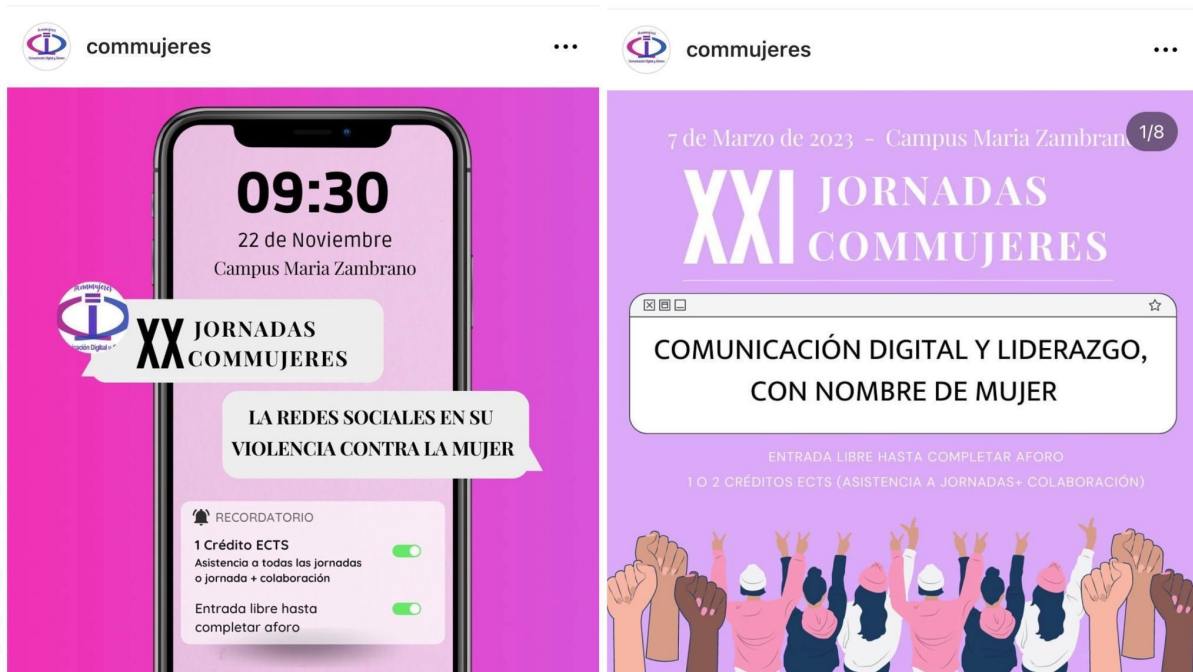 commujeres
09:30
22 de Noviembre
Campus Maria Zambrano
#commujeres
XX JORNADAS
COMMUJERES
LA REDES SOCIALES EN SU
VIOLENCIA CONTRA LA MUJER
RECORDATORIO
1 Crédito ECTS
Asistencia a todas las jornadas
o jornada + colaboración
Entrada libre hasta
completar aforo
commujeres
1/8
7 de Marzo de 2023 - Campus Maria
XXI JORNADAS
COMMUJERES
COMUNICACIÓN DIGITAL Y LIDERAZGO,
CON NOMBRE DE MUJER
ENTRADA LIBRE HASTA COMPLETAR AFORO
1 O 2 CRÉDITOS ECTS (ASISTENCIA A JORNADAS+ COLABORACIÓN)